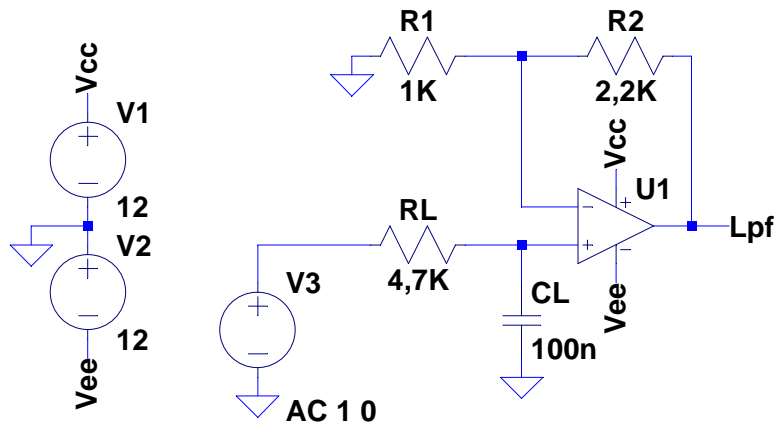 R1
R2
1K
2,2K
Vcc
V1
12
V2
12
Vee
Vcc
U1
RL
4,7K
Lpf
V3
CL
100n
Vee
AC 1 0